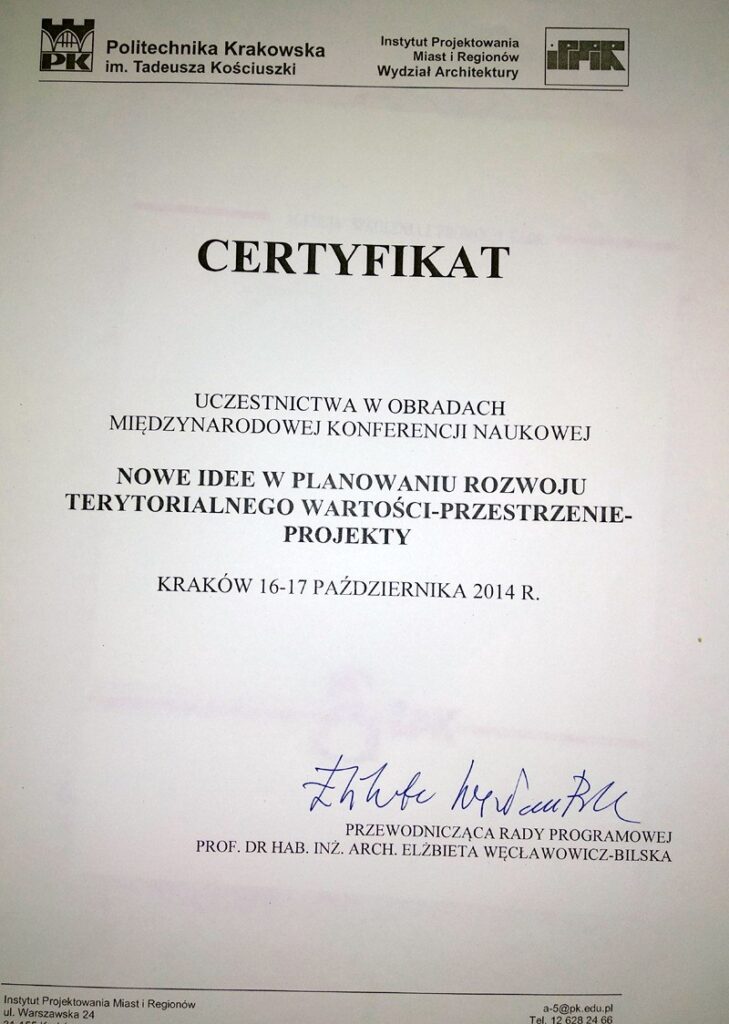 PK
Politechnika Krakowska
im. Tadeusza Kościuszki
Instytut Projektowania
Miast i Regionów
Wydział Architektury
CERTYFIKAT
UCZESTNICTWA W OBRADACH
MIĘDZYNARODOWEJ KONFERENCJI NAUKOWEJ
NOWE IDEE W PLANOWANIU ROZWOJU
TERYTORIALNEGO WARTOŚCI-PRZESTRZENIE-
PROJEKTY
KRAKÓW 16-17 PAŹDZIERNIKA 2014 R.
PRZEWODNICZĄCA RADY PROGRAMOWEJ
PROF. DR HAB. INŻ. ARCH. ELŻBIETA WĘCŁAWOWICZ-BILSKA
Instytut Projektowania Miast i Regionów
ul. Warszawska 24
a-5@pk.edu.pl
Tel. 12 628 24 66